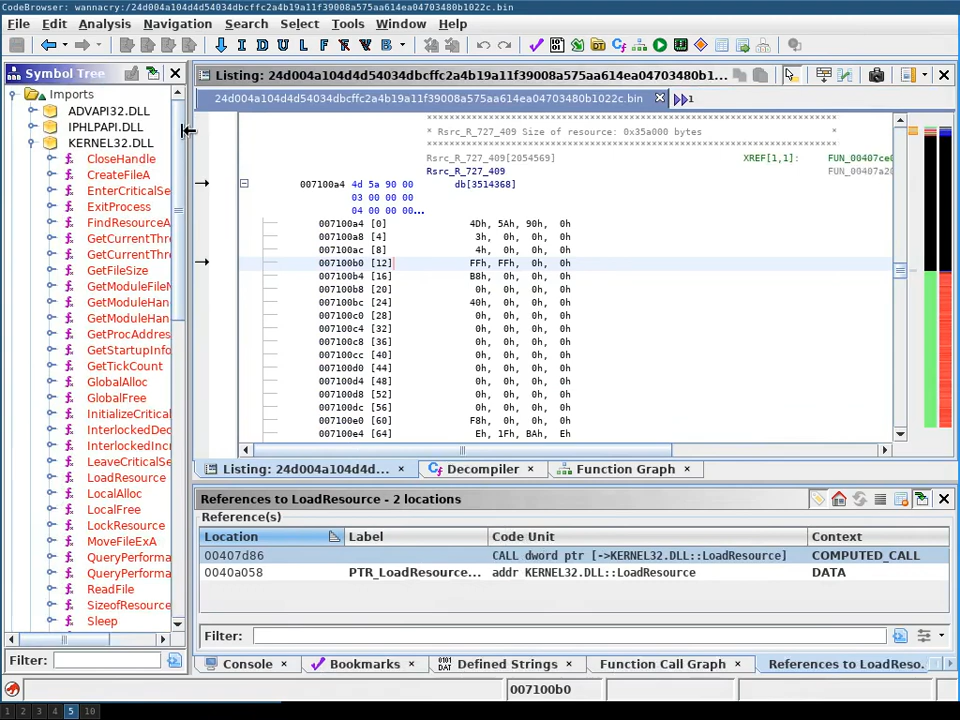 CodeBrowser: wannacry:/24d004a104d4d54034dbcffc2a4b19a11f39008a575aa614ea04703480b1022c.bin
File Edit Analysis Navigation Search Select Tools Window Help
I D U L F V B
Symbol Tree
Imports
ADVAPI32.DLL
IPHLPAPI.DLL
KERNEL32.DLL
CloseHandle
CreateFileA
EnterCriticalSe
ExitProcess
FindResourceA
GetCurrentThre
GetCurrentThre
GetFileSize
GetModuleFileN
GetModuleHan
GetModuleHan
GetProcAddres
GetStartupInfo
GetTickCount
GlobalAlloc
GlobalFree
InitializeCritical
InterlockedDec
InterlockedIncr
LeaveCriticalSe
LoadResource
LocalAlloc
LocalFree
LockResource
MoveFileExA
QueryPerforma
QueryPerforma
ReadFile
SizeofResource
Sleep
Filter:
Listing: 24d004a104d4d54034dbcffc2a4b19a11f39008a575aa614ea04703480b1...
24d004a104d4d54034dbcffc2a4b19a11f39008a575aa614ea04703480b1022c.bin 1
* Rsrc_R_727_409 Size of resource: 0x35a000 bytes *
Rsrc_R_727_409[2054569] XREF[1,1]: FUN_00407ce0
Rsrc_R_727_409 FUN_00407a20
007100a4 4d 5a 90 00 db[3514368]
03 00 00 00
04 00 00 00...
007100a4 [0] 4Dh, 5Ah, 90h, 0h
007100a8 [4] 3h, 0h, 0h, 0h
007100ac [8] 4h, 0h, 0h, 0h
007100b0 [12] FFh, FFh, 0h, 0h
007100b4 [16] B8h, 0h, 0h, 0h
007100b8 [20] 0h, 0h, 0h, 0h
007100bc [24] 40h, 0h, 0h, 0h
007100c0 [28] 0h, 0h, 0h, 0h
007100c4 [32] 0h, 0h, 0h, 0h
007100c8 [36] 0h, 0h, 0h, 0h
007100cc [40] 0h, 0h, 0h, 0h
007100d0 [44] 0h, 0h, 0h, 0h
007100d4 [48] 0h, 0h, 0h, 0h
007100d8 [52] 0h, 0h, 0h, 0h
007100dc [56] 0h, 0h, 0h, 0h
007100e0 [60] F8h, 0h, 0h, 0h
007100e4 [64] Eh, 1Fh, BAh, Eh
Listing: 24d004a104d4d... Decompiler Function Graph
References to LoadResource - 2 locations
Reference(s)
Location Label Code Unit Context
00407d86 CALL dword ptr [->KERNEL32.DLL::LoadResource] COMPUTED_CALL
0040a058 PTR_LoadResource... addr KERNEL32.DLL::LoadResource DATA
Filter:
Console Bookmarks Defined Strings Function Call Graph References to LoadReso...
007100b0
1 2 3 4 5 10